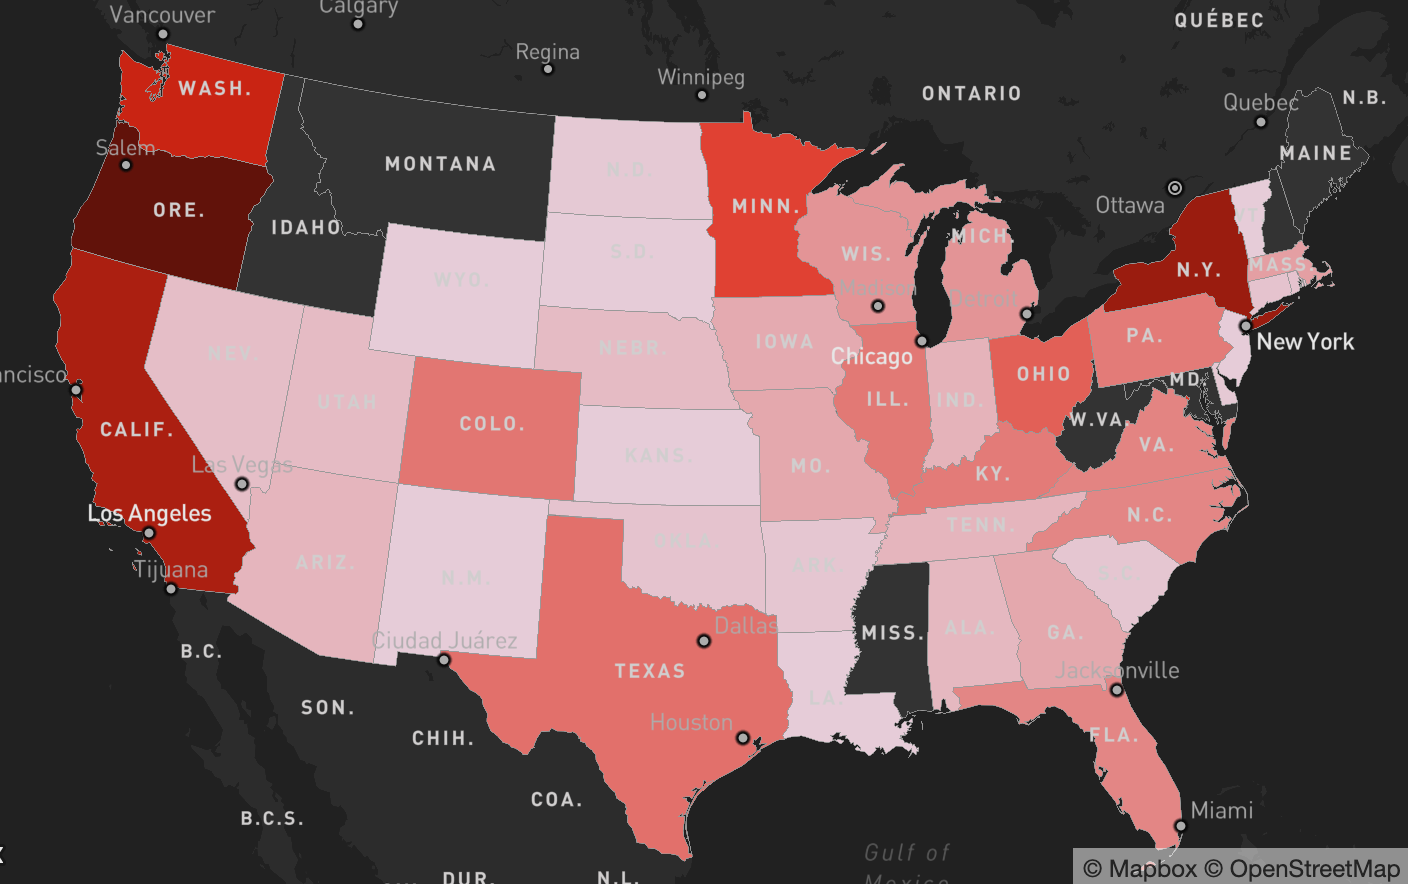 Vancouver
Calgary
QUÉBEC
Regina
Winnipeg
WASH.
ONTARIO
Quebec
N.B.
Salem
MONTANA
N.D.
MAINE
MINN.
Ottawa
ORE.
IDAHO
VT.
MICH.
S.D.
WIS.
N.Y.
MASS.
WYO.
Madison
Detroit
NEV.
NEBR.
IOWA
Chicago
PA.
New York
ncisco
OHIO
MD.
UTAH
COLO.
ILL.
IND.
W.VA.
CALIF.
KANS.
MO.
KY.
VA.
Las Vegas
Los Angeles
TENN.
N.C.
Tijuana
ARIZ.
N.M.
OKLA.
ARK.
S.C.
B.C.
Ciudad Juárez
Dallas
MISS.
ALA.
GA.
TEXAS
Jacksonville
SON.
LA.
CHIH.
Houston
FLA.
COA.
Miami
B.C.S.
Gulf of
Mexico
© Mapbox © OpenStreetMap
DUR.
N.L.